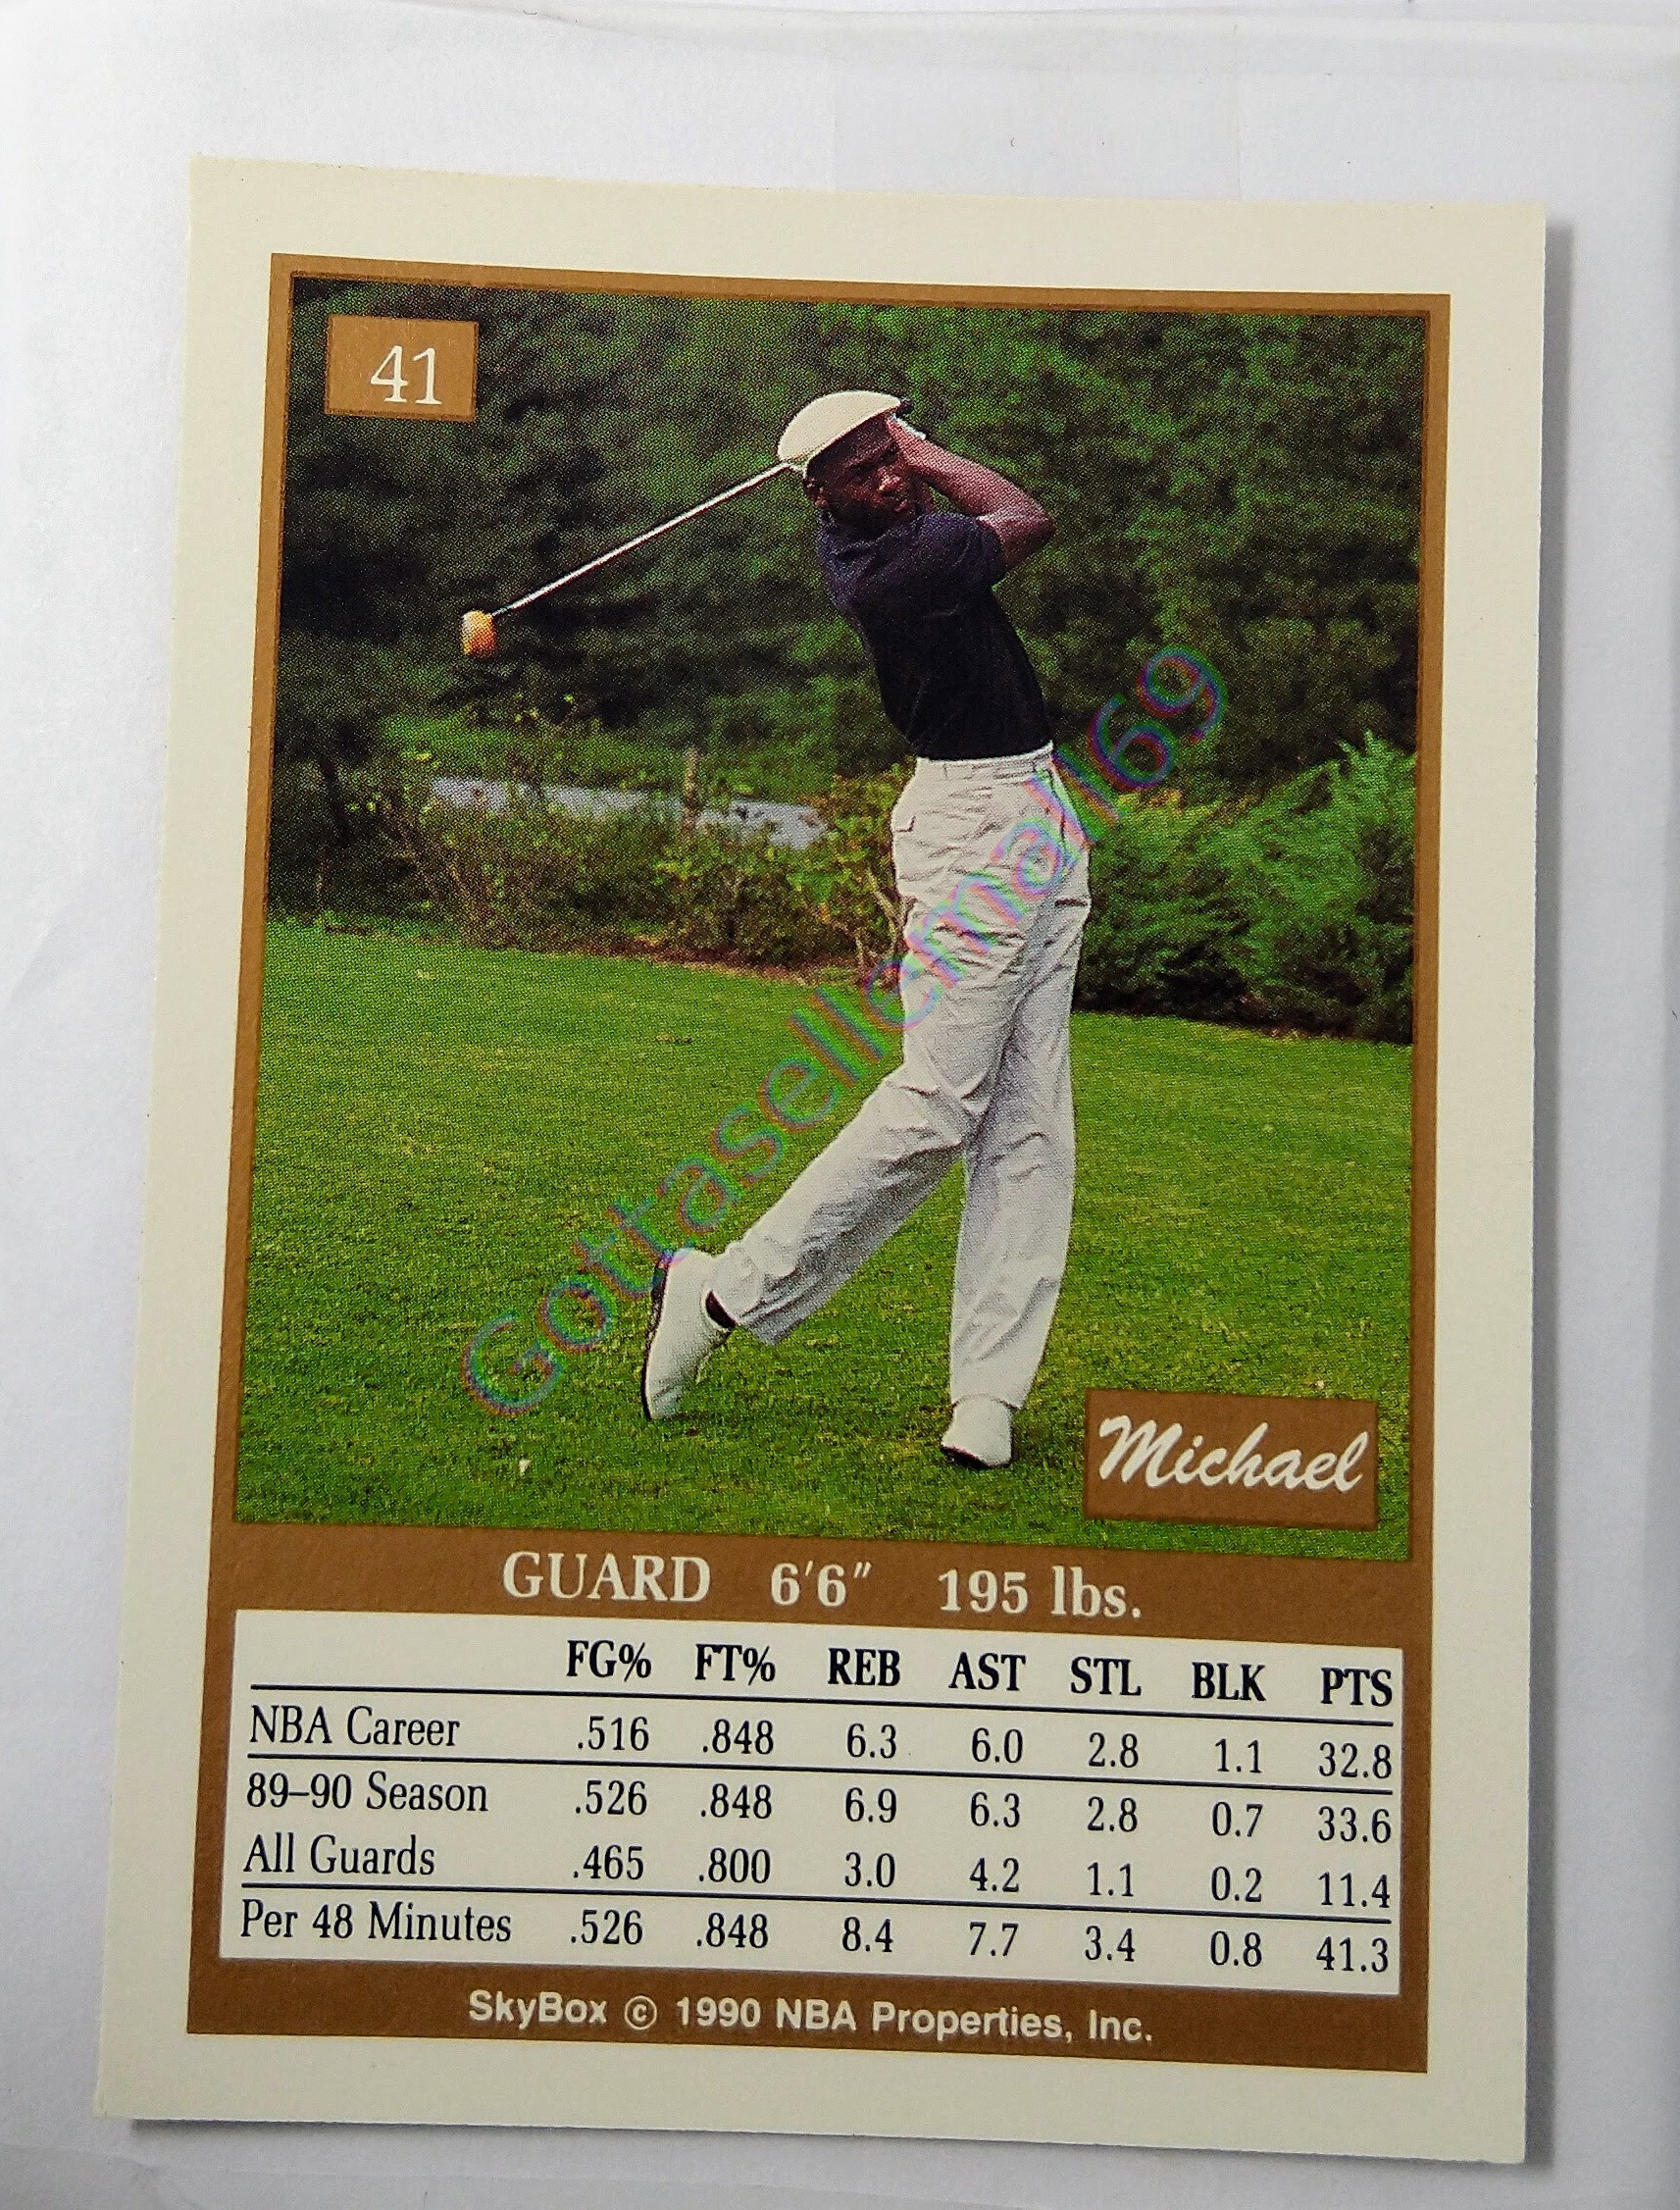 41
Gottasellemall69
Michael
GUARD 6'6" 195 lbs.
FG% FT% REB AST STL BLK PTS
NBA Career .516 .848 6.3 6.0 2.8 1.1 32.8
89–90 Season .526 .848 6.9 6.3 2.8 0.7 33.6
All Guards .465 .800 3.0 4.2 1.1 0.2 11.4
Per 48 Minutes .526 .848 8.4 7.7 3.4 0.8 41.3
SkyBox © 1990 NBA Properties, Inc.